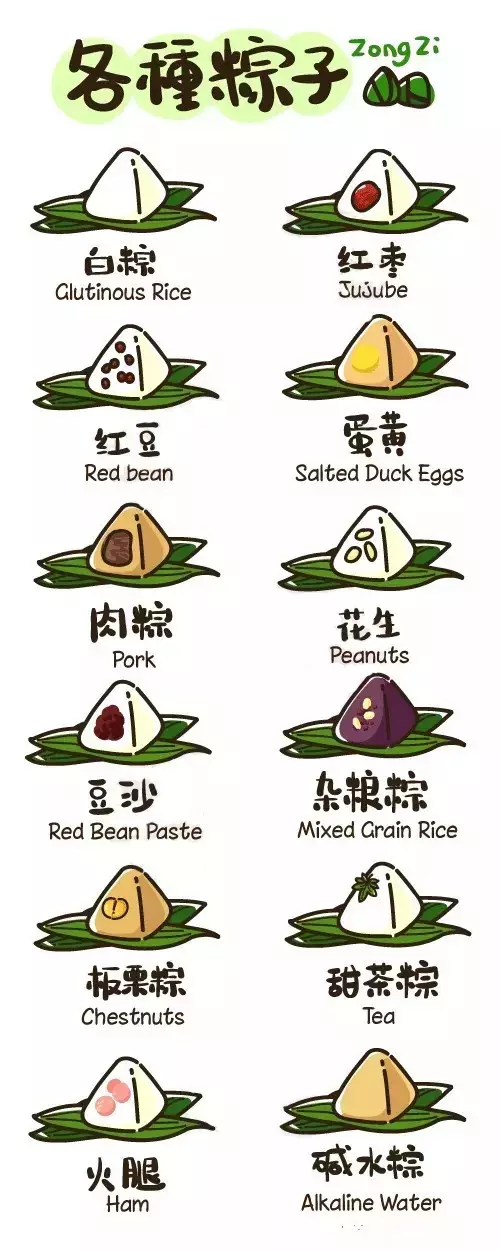 各種粽子
ZongZi
白粽
Glutinous Rice
红枣
Jujube
红豆
Red bean
蛋黄
Salted Duck Eggs
肉粽
Pork
花生
Peanuts
豆沙
Red Bean Paste
杂粮粽
Mixed Grain Rice
板栗粽
Chestnuts
甜茶粽
Tea
火腿
Ham
碱水粽
Alkaline Water